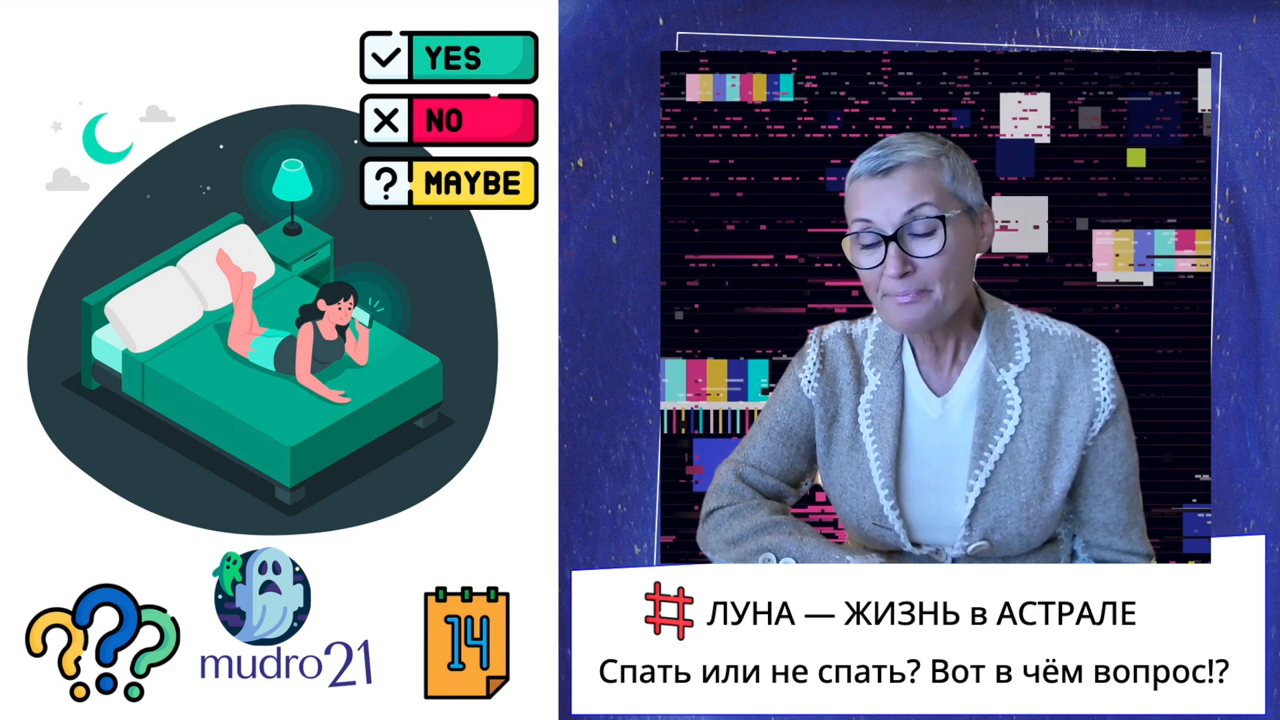 YES
NO
MAYBE
mudro21
14
# ЛУНА — ЖИЗНЬ в АСТРАЛЕ
Спать или не спать? Вот в чём вопрос!?